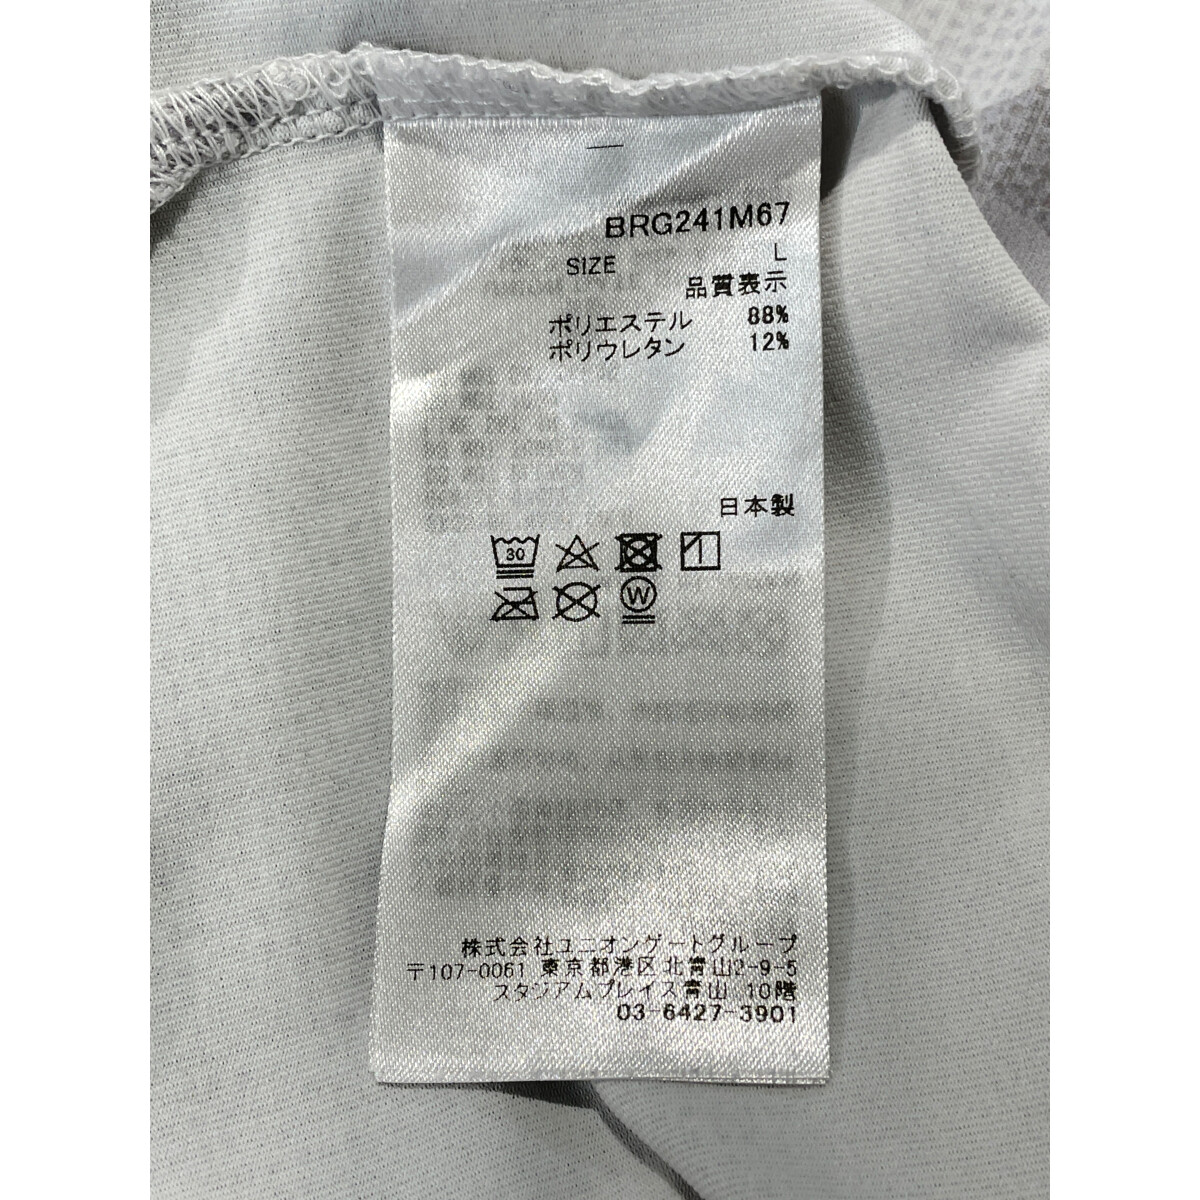 BRG241M67
SIZE L
品質表示
ポリエステル 88%
ポリウレタン 12%
日本製
30
W
株式会社ユニオンゲートグループ
〒107-0061 東京都港区北青山2-9-5
スタジアムプレイス青山 10階
03-6427-3901